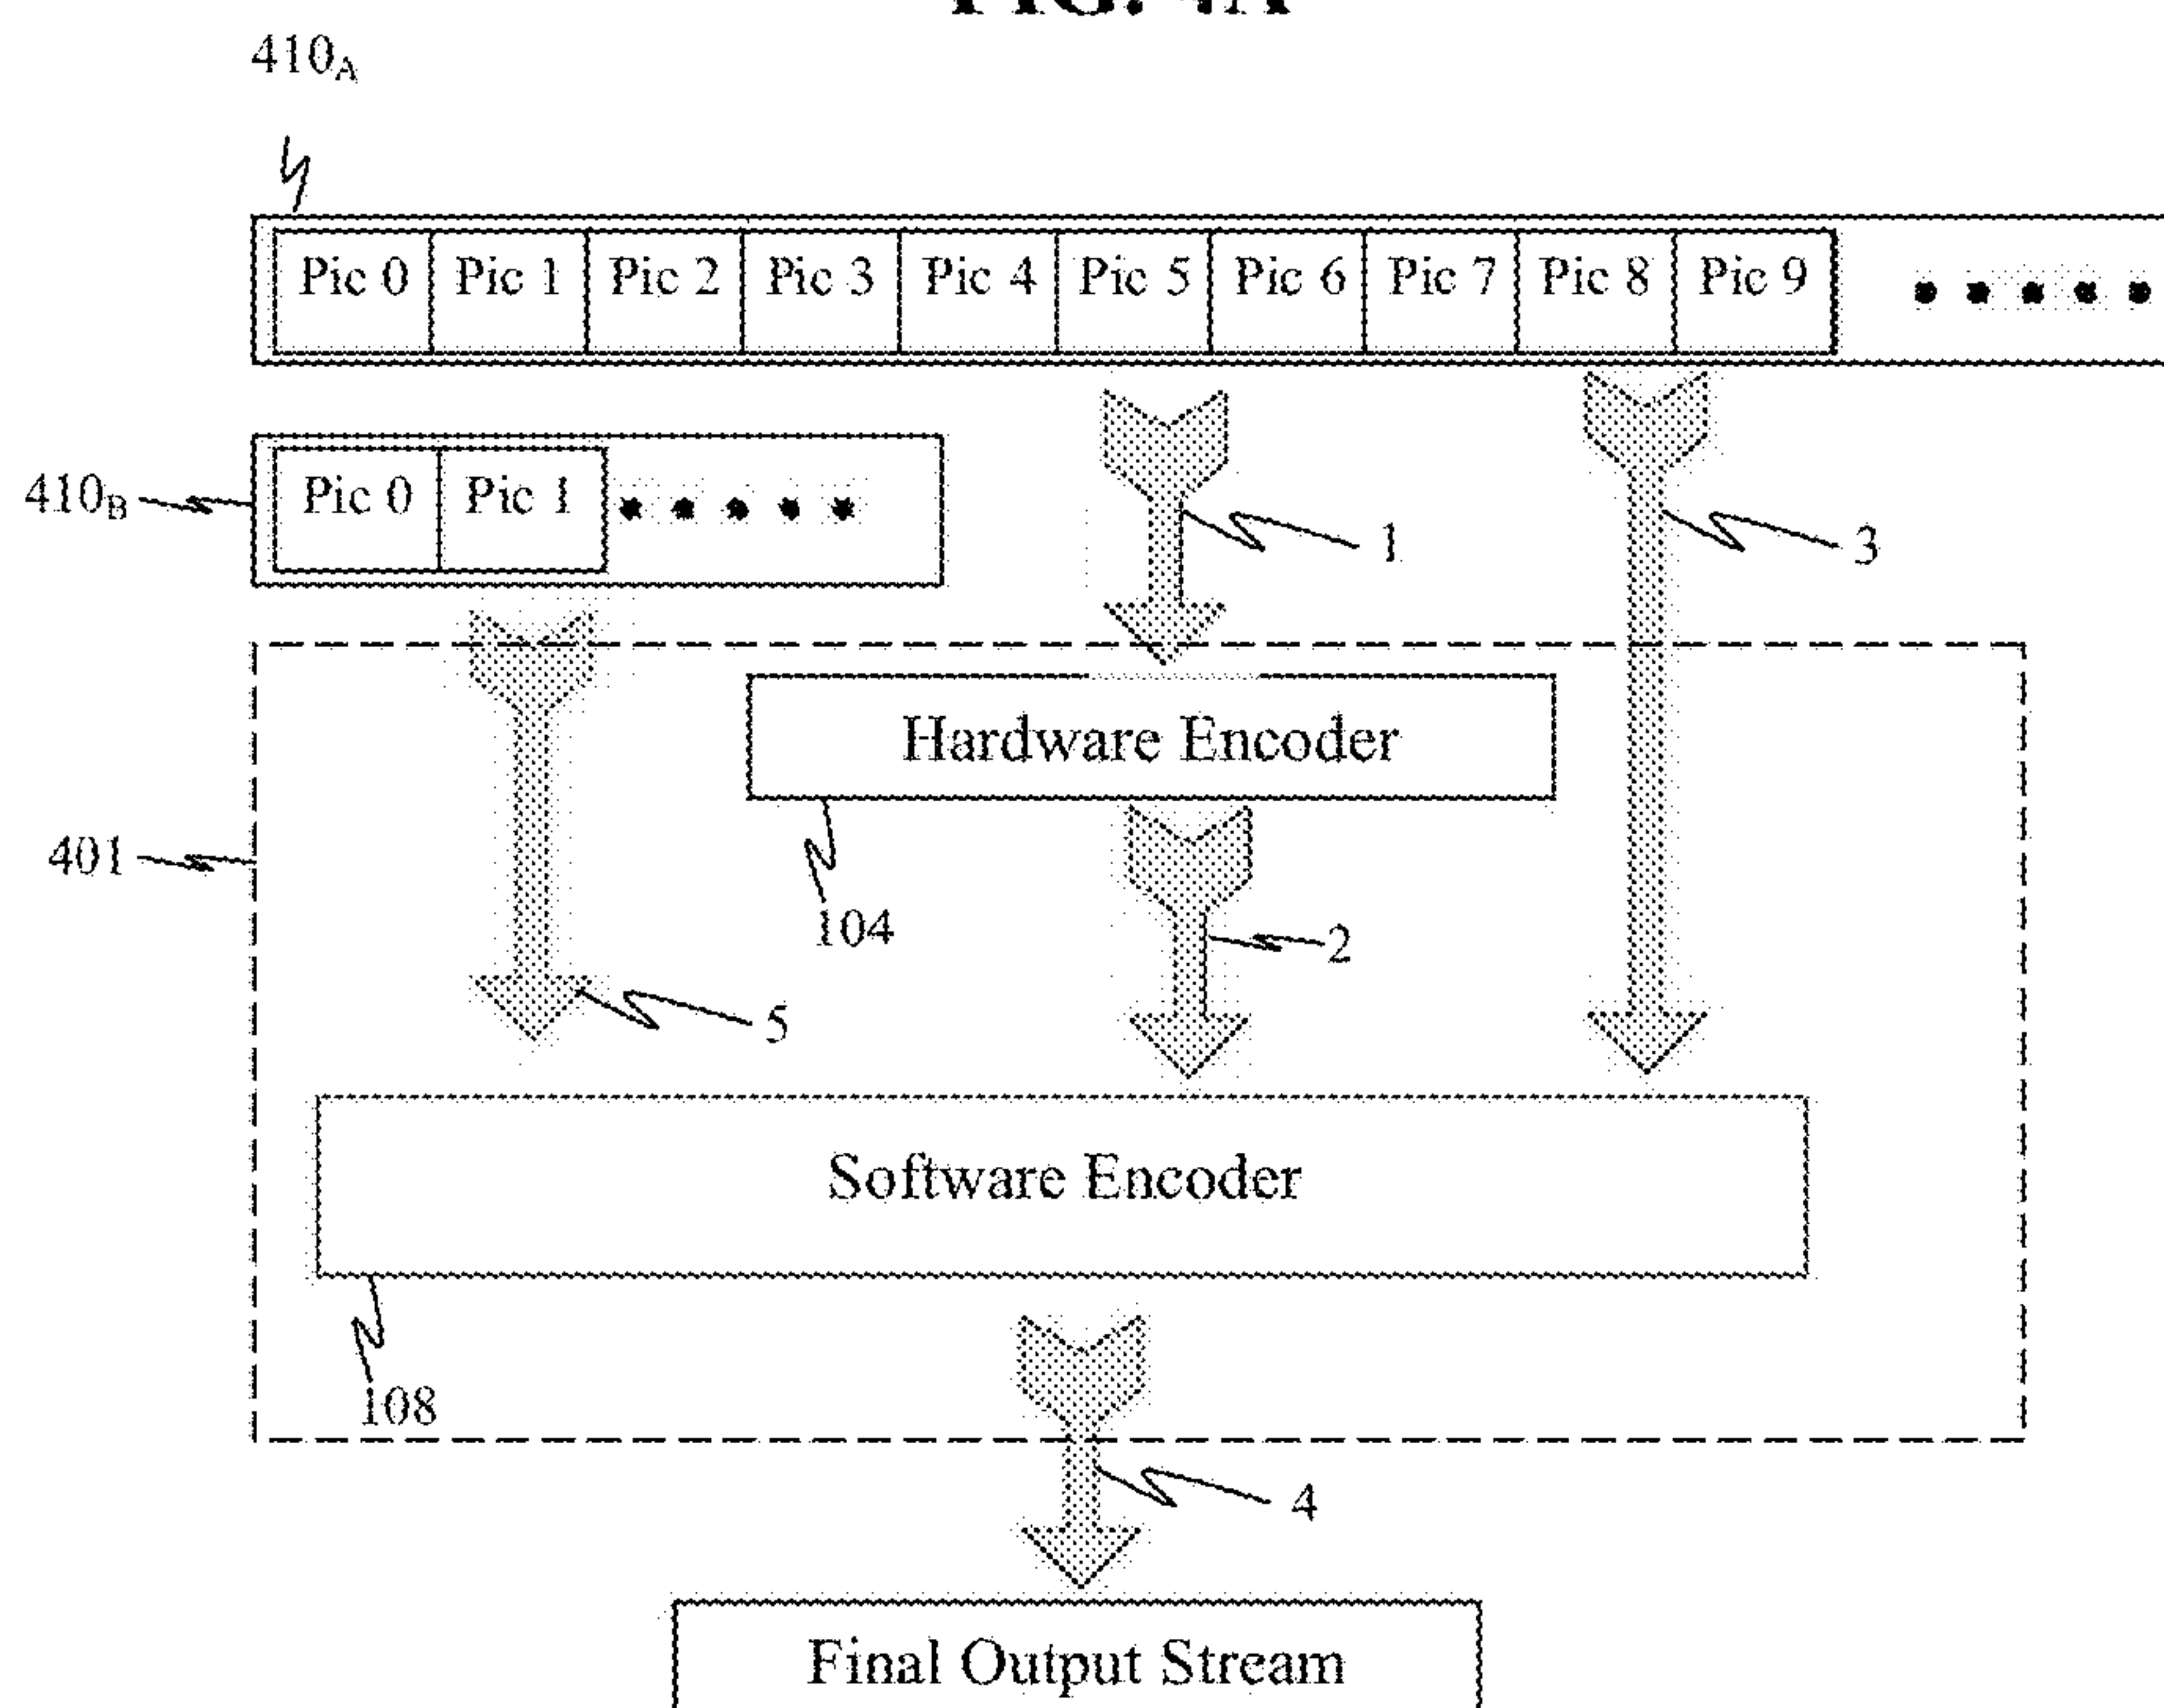 FIG. 4A
410A
Pic 0 Pic 1 Pic 2 Pic 3 Pic 4 Pic 5 Pic 6 Pic 7 Pic 8 Pic 9
410B
Pic 0 Pic 1
1
3
Hardware Encoder
401
104
2
5
Software Encoder
108
4
Final Output Stream